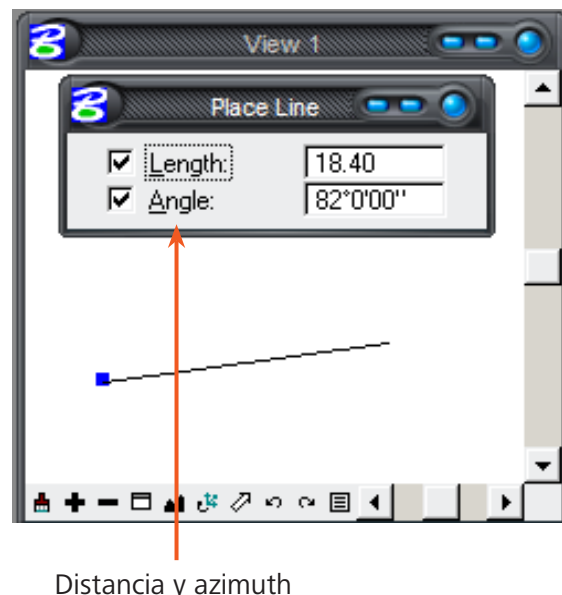 View 1
Place Line
Length: 18.40
Angle: 82°0'00''
Distancia y azimuth